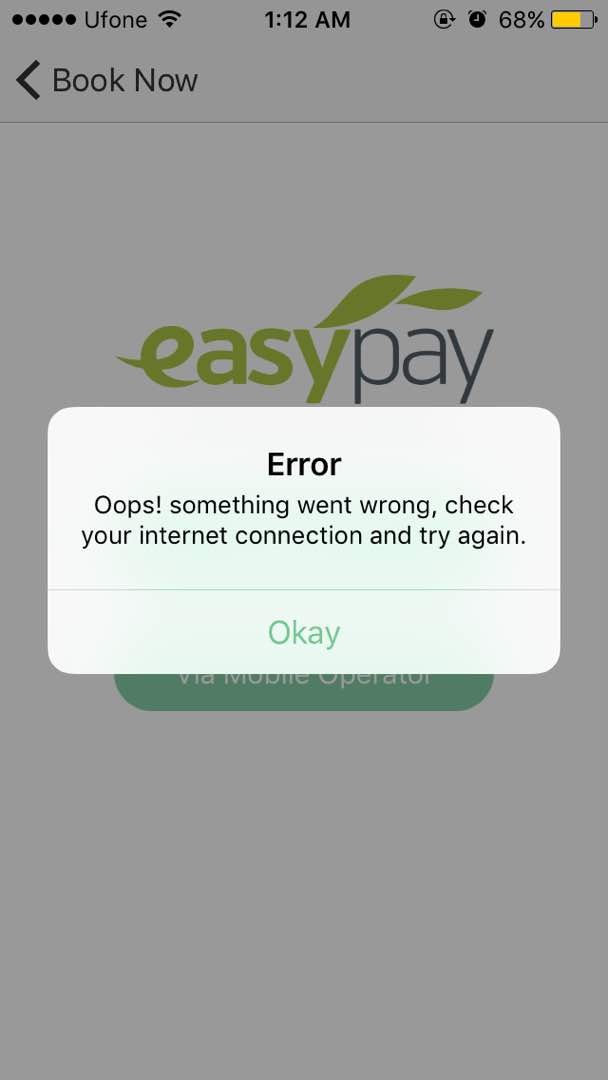 Ufone 1:12 AM 68%
Book Now
easypay
Error
Oops! something went wrong, check
your internet connection and try again.
Okay
Via Mobile Operator